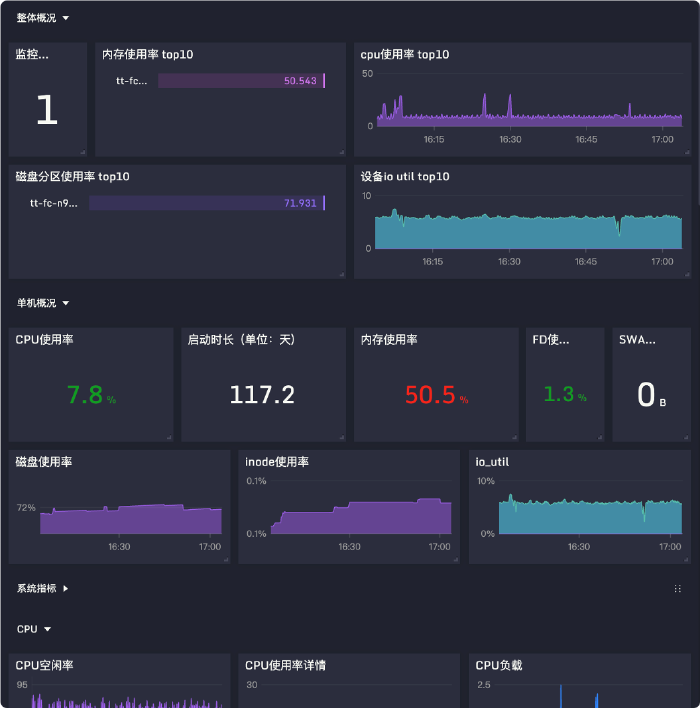 整体概况
监控...
1
内存使用率 top10
tt-fc...
50.543
cpu使用率 top10
50
0
16:15
16:30
16:45
17:00
磁盘分区使用率 top10
tt-fc-n9...
71.931
设备io util top10
10
0
16:15
16:30
16:45
17:00
单机概况
CPU使用率
7.8 %
启动时长（单位：天）
117.2
内存使用率
50.5 %
FD使...
1.3 %
SWA...
0 B
磁盘使用率
72%
16:30
17:00
inode使用率
0.1%
0.1%
16:30
17:00
io_util
10%
0%
16:30
17:00
系统指标
CPU
CPU空闲率
95
CPU使用率详情
30
CPU负载
2.5